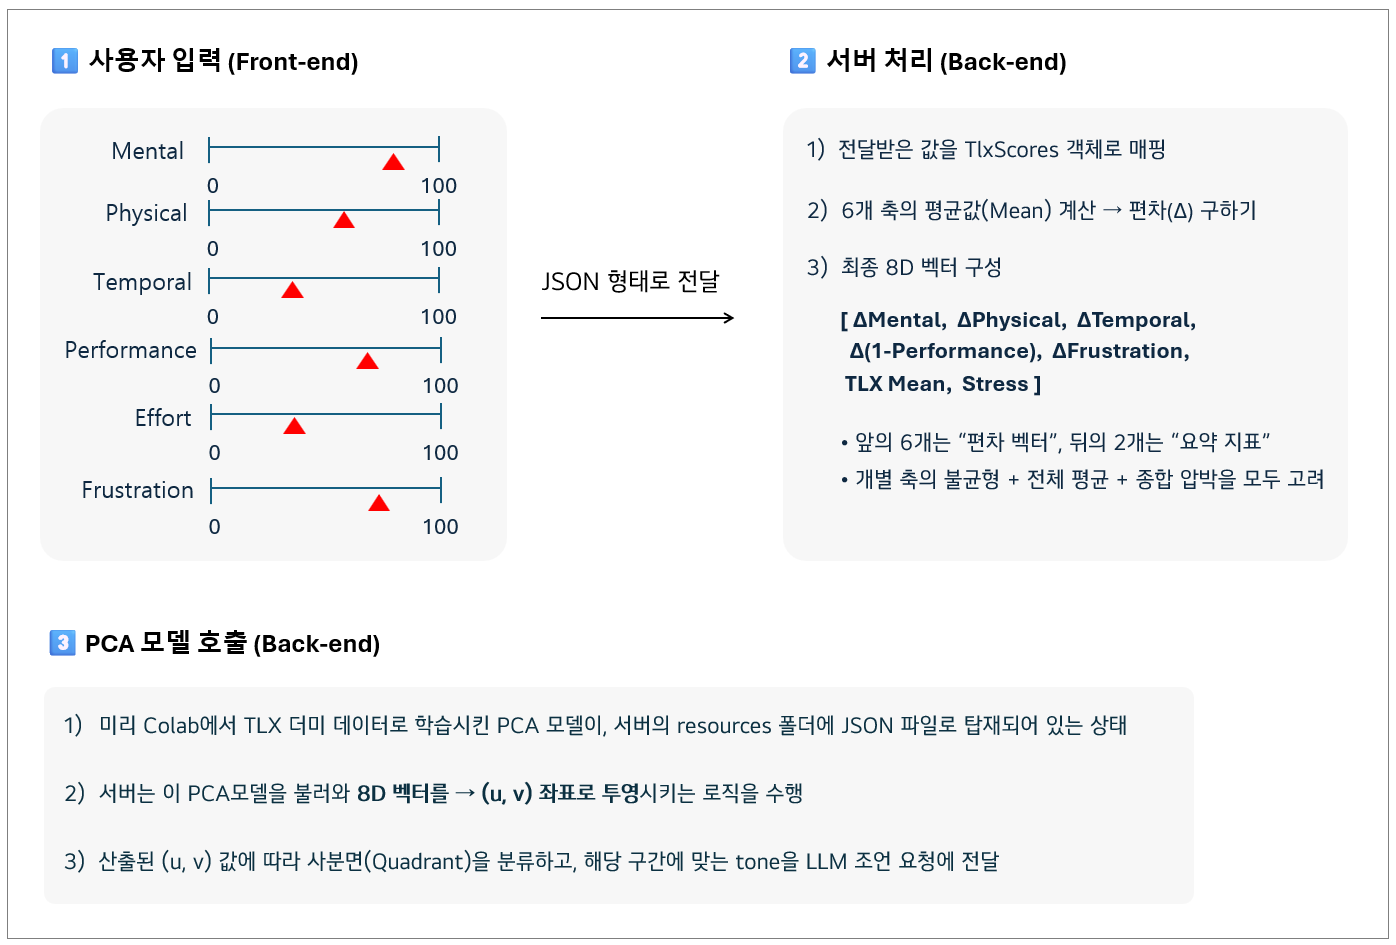 1 사용자 입력 (Front-end)
Mental
0 100
Physical
0 100
Temporal
0 100
Performance
0 100
Effort
0 100
Frustration
0 100
JSON 형태로 전달
2 서버 처리 (Back-end)
1) 전달받은 값을 TlxScores 객체로 매핑
2) 6개 축의 평균값(Mean) 계산 → 편차(Δ) 구하기
3) 최종 8D 벡터 구성
[ ΔMental, ΔPhysical, ΔTemporal,
Δ(1-Performance), ΔFrustration,
TLX Mean, Stress ]
• 앞의 6개는 “편차 벡터”, 뒤의 2개는 “요약 지표”
• 개별 축의 불균형 + 전체 평균 + 종합 압박을 모두 고려
3 PCA 모델 호출 (Back-end)
1) 미리 Colab에서 TLX 더미 데이터로 학습시킨 PCA 모델이, 서버의 resources 폴더에 JSON 파일로 탑재되어 있는 상태
2) 서버는 이 PCA모델을 불러와 8D 벡터를 → (u, v) 좌표로 투영시키는 로직을 수행
3) 산출된 (u, v) 값에 따라 사분면(Quadrant)을 분류하고, 해당 구간에 맞는 tone을 LLM 조언 요청에 전달